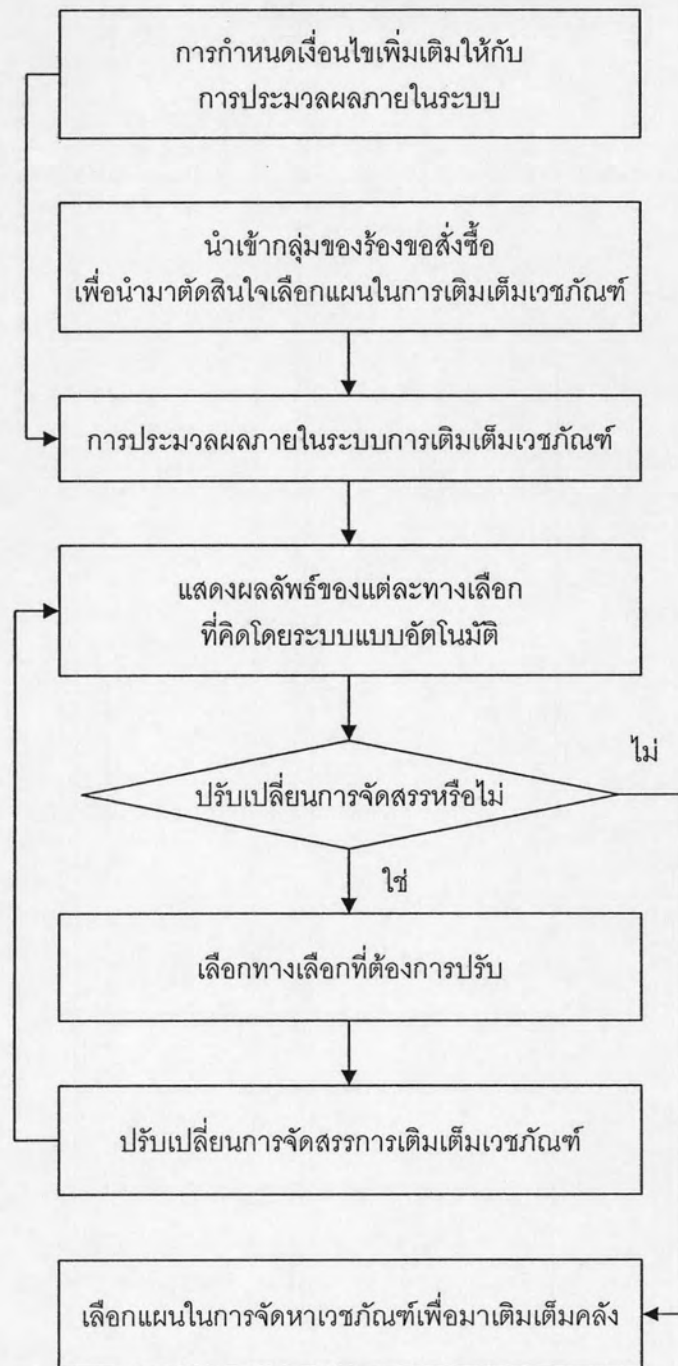 การกำหนดเงื่อนไขเพิ่มเติมให้กับ
การประมวลผลภายในระบบ
นำเข้ากลุ่มของร้องขอสั่งซื้อ
เพื่อนำมาตัดสินใจเลือกแผนในการเติมเต็มเวชภัณฑ์
การประมวลผลภายในระบบการเติมเต็มเวชภัณฑ์
แสดงผลลัพธ์ของแต่ละทางเลือก
ที่คิดโดยระบบแบบอัตโนมัติ
ปรับเปลี่ยนการจัดสรรหรือไม่
ไม่
ใช่
เลือกทางเลือกที่ต้องการปรับ
ปรับเปลี่ยนการจัดสรรการเติมเต็มเวชภัณฑ์
เลือกแผนในการจัดหาเวชภัณฑ์เพื่อมาเติมเต็มคลัง